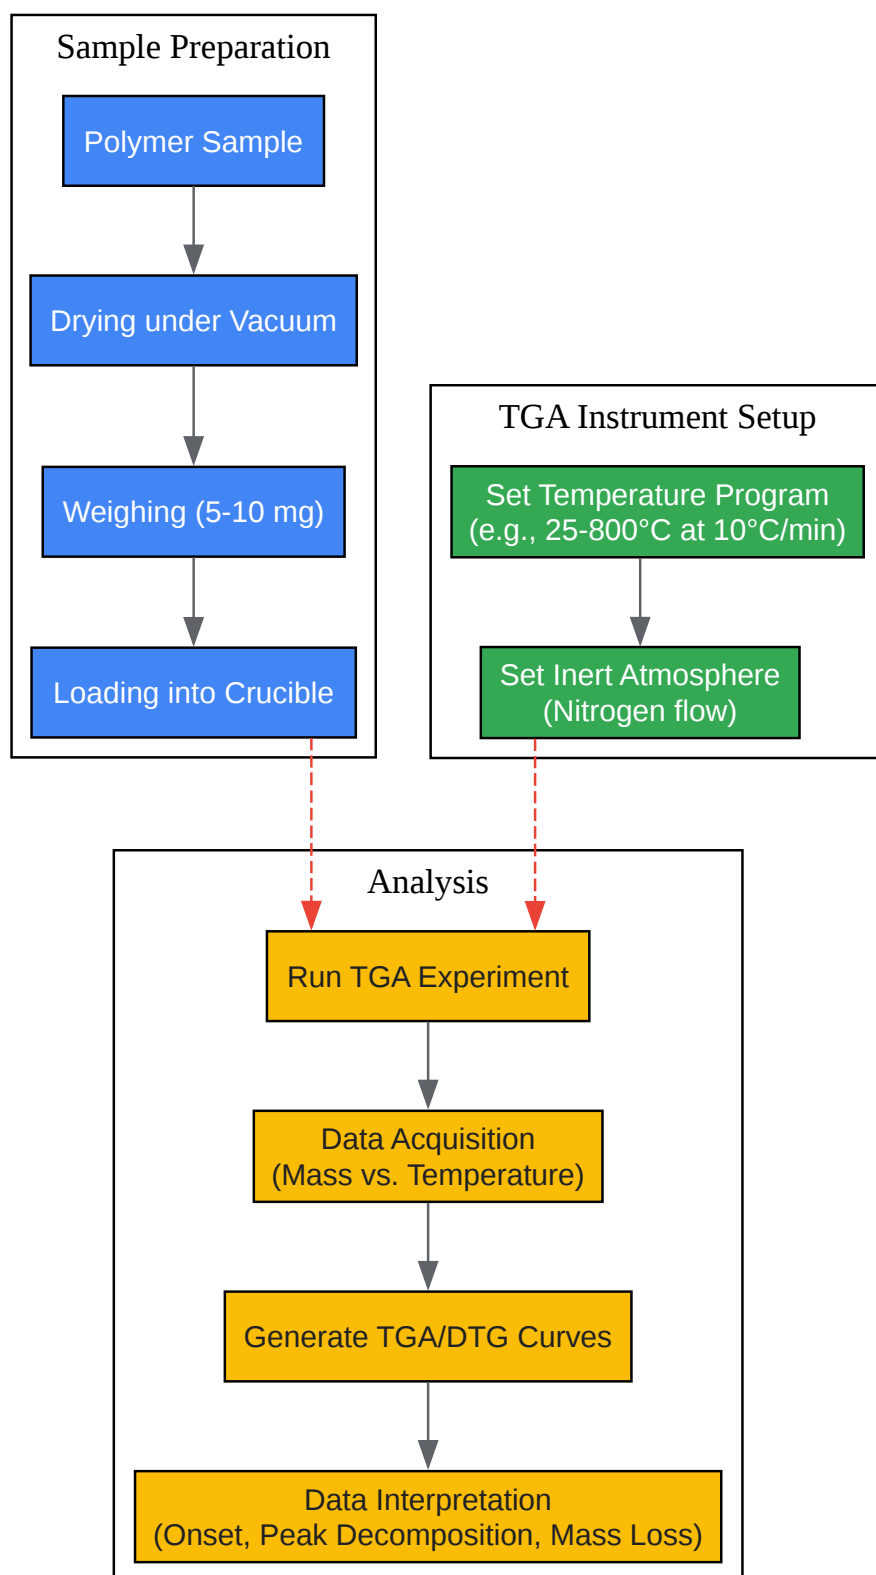 Sample Preparation
Polymer Sample
Drying under Vacuum
Weighing (5-10 mg)
Loading into Crucible
TGA Instrument Setup
Set Temperature Program
(e.g., 25-800°C at 10°C/min)
Set Inert Atmosphere
(Nitrogen flow)
Analysis
Run TGA Experiment
Data Acquisition
(Mass vs. Temperature)
Generate TGA/DTG Curves
Data Interpretation
(Onset, Peak Decomposition, Mass Loss)